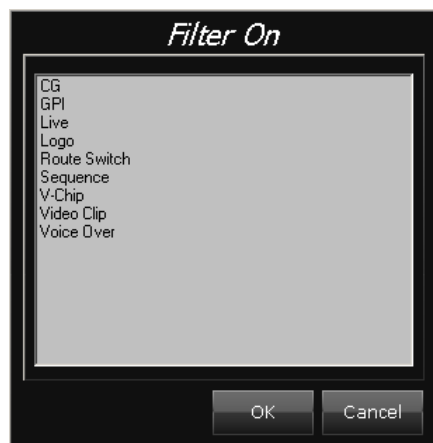 Filter On
CG
GPI
Live
Logo
Route Switch
Sequence
V-Chip
Video Clip
Voice Over
OK
Cancel